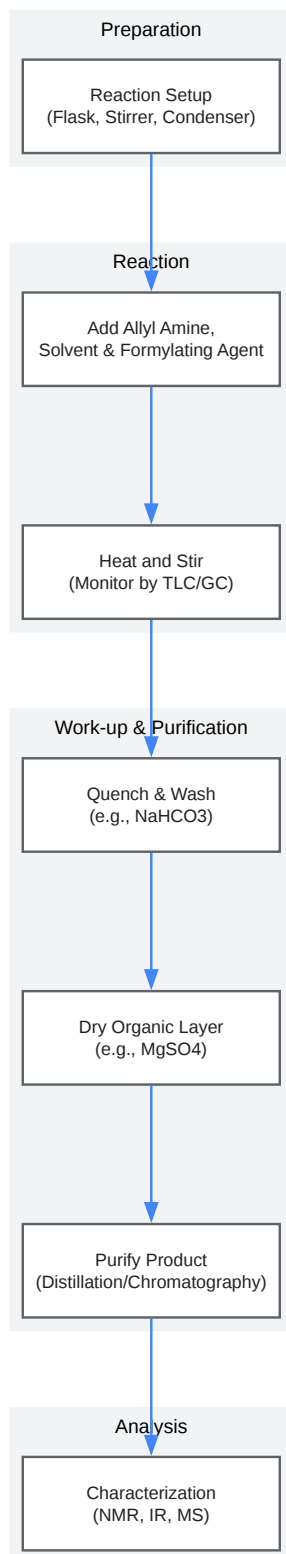 Preparation
Reaction Setup
(Flask, Stirrer, Condenser)
Reaction
Add Allyl Amine,
Solvent & Formylating Agent
Heat and Stir
(Monitor by TLC/GC)
Work-up & Purification
Quench & Wash
(e.g., NaHCO3)
Dry Organic Layer
(e.g., MgSO4)
Purify Product
(Distillation/Chromatography)
Analysis
Characterization
(NMR, IR, MS)